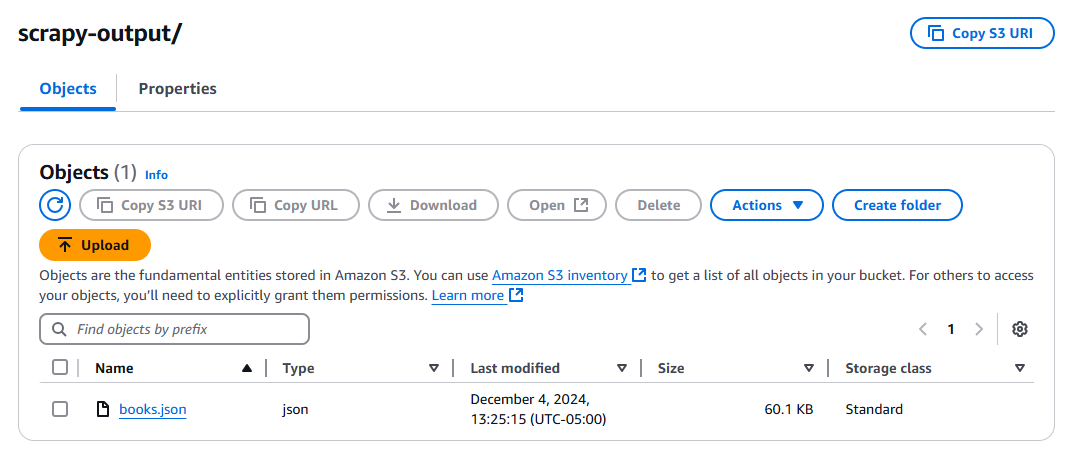 scrapy-output/
Copy S3 URI
Objects
Properties
Objects (1) Info
Copy S3 URI
Copy URL
Download
Open
Delete
Actions
Create folder
Upload
Objects are the fundamental entities stored in Amazon S3. You can use Amazon S3 inventory to get a list of all objects in your bucket. For others to access
your objects, you’ll need to explicitly grant them permissions. Learn more
Find objects by prefix
1
Name Type Last modified Size Storage class
books.json json December 4, 2024, 60.1 KB Standard
13:25:15 (UTC-05:00)